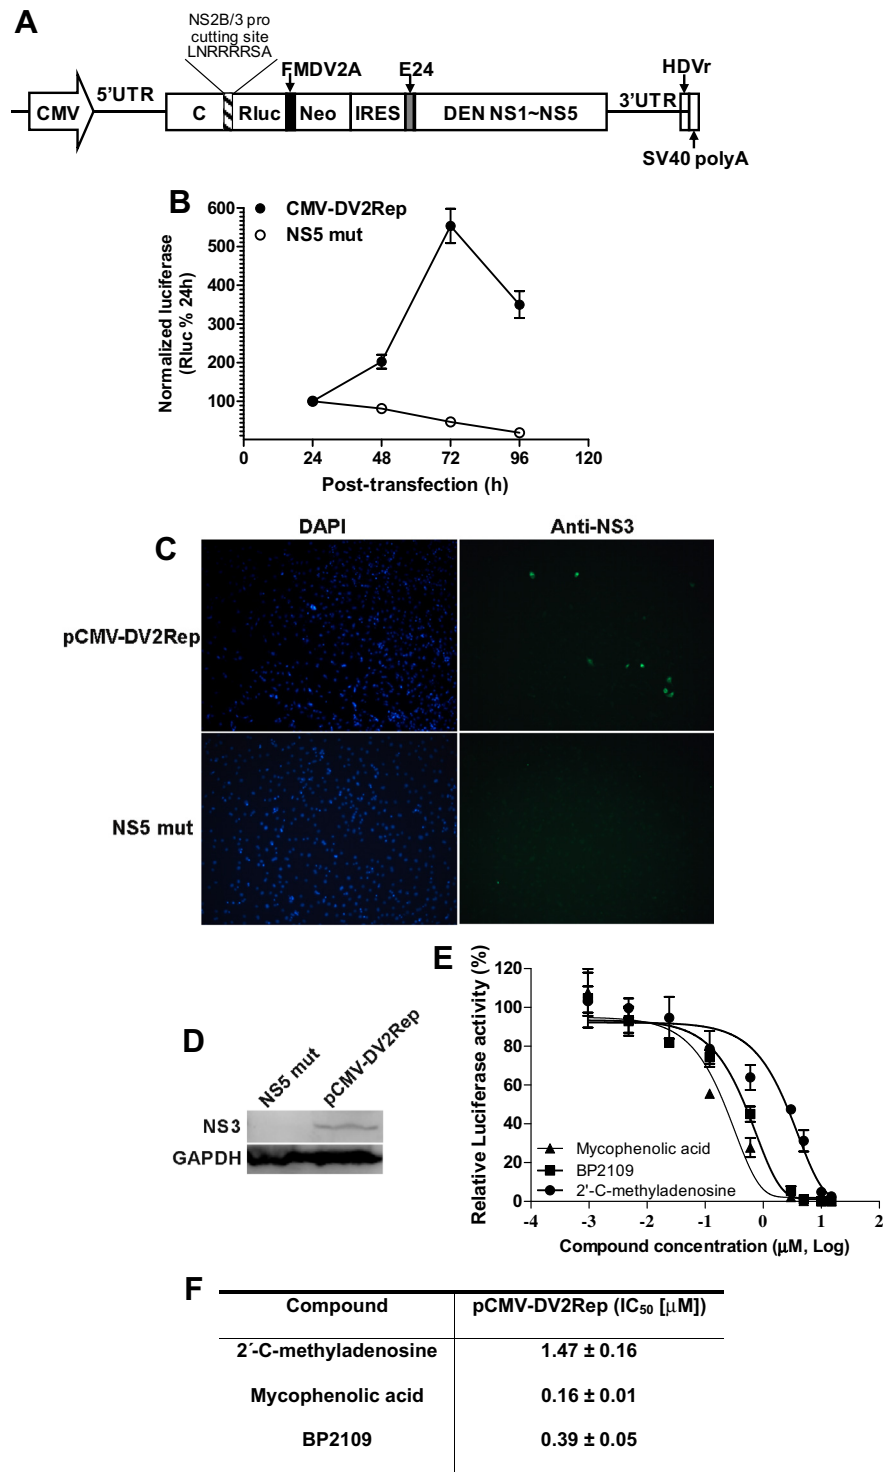 A
NS2B/3 pro
cutting site
LNRRRRSA
FMDV2A
E24
HDVr
CMV
5'UTR
C
Rluc
Neo
IRES
DEN NS1~NS5
3'UTR
SV40 polyA
B
CMV-DV2Rep
NS5 mut
Normalized luciferase
(Rluc % 24h)
600
500
400
300
200
100
0 24 48 72 96 120
Post-transfection (h)
C
DAPI
Anti-NS3
pCMV-DV2Rep
NS5 mut
D
NS5 mut
pCMV-DV2Rep
NS3
GAPDH
E
Relative Luciferase activity (%)
120
100
80
60
40
20
0
Mycophenolic acid
BP2109
2'-C-methyladenosine
-4 -3 -2 -1 0 1 2
Compound concentration (µM, Log)
F
Compound pCMV-DV2Rep (IC₅₀ [µM])
2´-C-methyladenosine 1.47 ± 0.16
Mycophenolic acid 0.16 ± 0.01
BP2109 0.39 ± 0.05